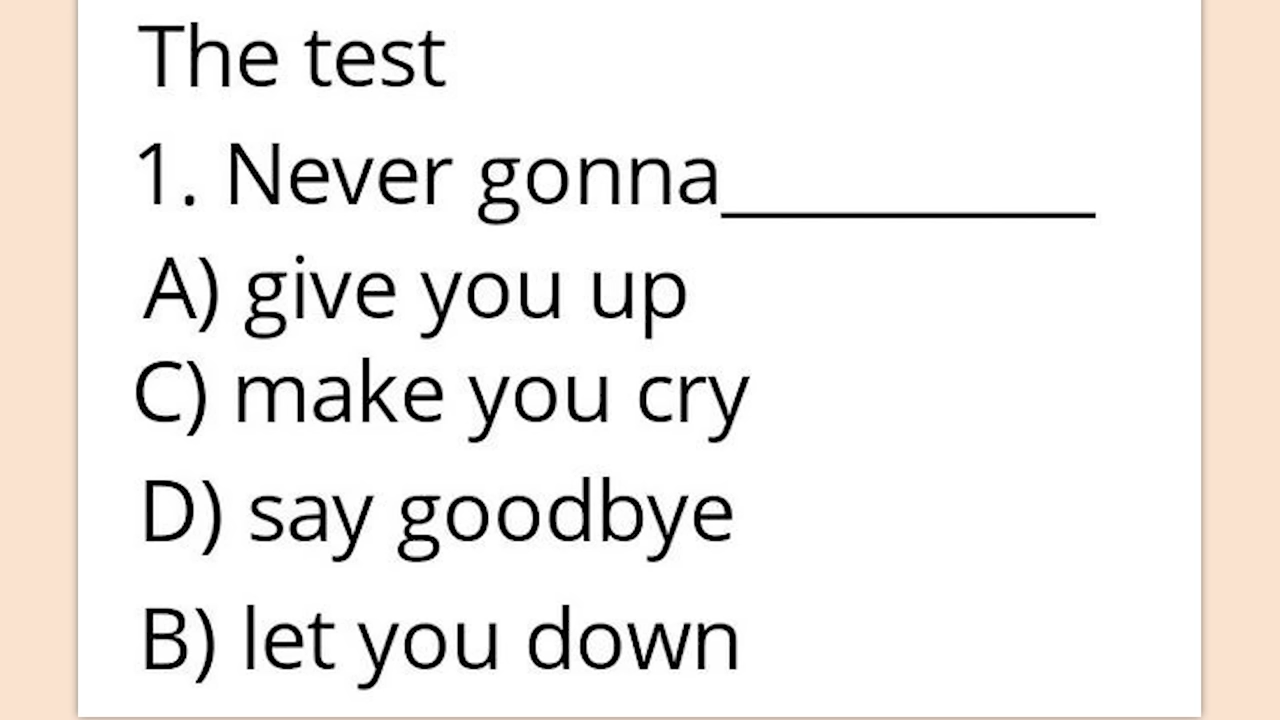 The test
1. Never gonna__________
A) give you up
C) make you cry
D) say goodbye
B) let you down